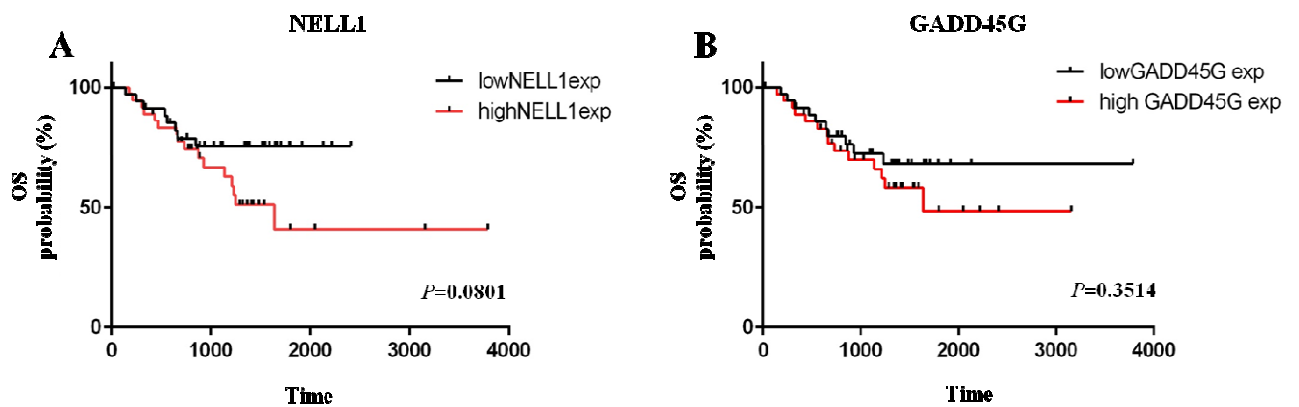 A
NELL1
lowNELL1exp
highNELL1exp
OS
probability (%)
100
50
0
P=0.0801
0 1000 2000 3000 4000
Time
B
GADD45G
lowGADD45G exp
high GADD45G exp
OS
probability (%)
100
50
0
P=0.3514
0 1000 2000 3000 4000
Time